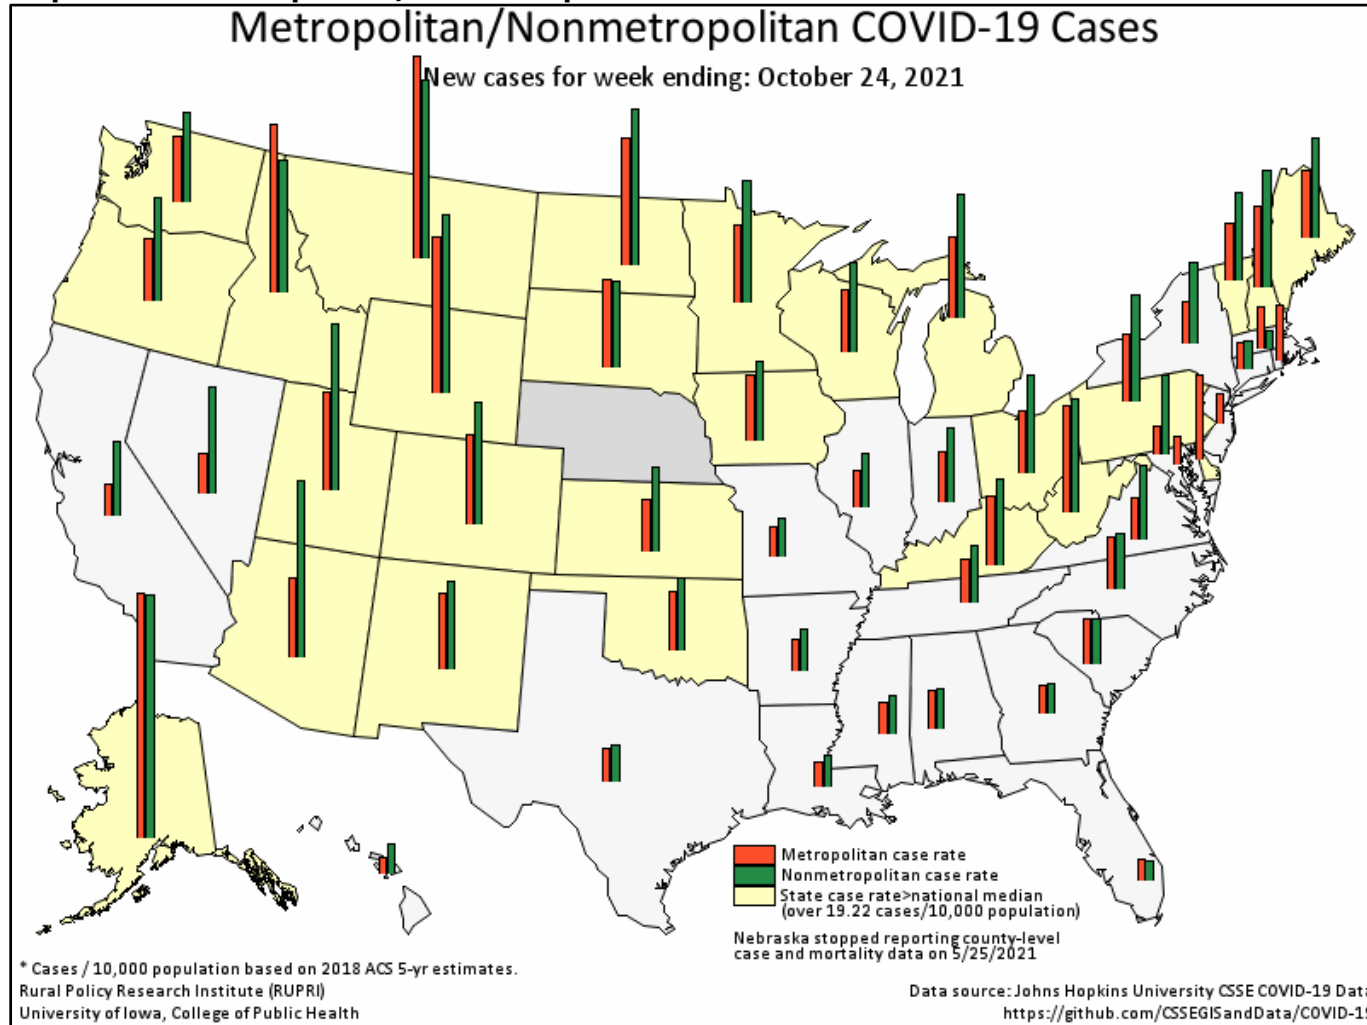 Metropolitan/Nonmetropolitan COVID-19 Cases
New cases for week ending: October 24, 2021
Metropolitan case rate
Nonmetropolitan case rate
State case rate>national median
(over 19.22 cases/10,000 population)
Nebraska stopped reporting county-level
case and mortality data on 5/25/2021
* Cases / 10,000 population based on 2018 ACS 5-yr estimates.
Rural Policy Research Institute (RUPRI)
University of Iowa, College of Public Health
Data source: Johns Hopkins University CSSE COVID-19 Data
https://github.com/CSSEGISandData/COVID-19